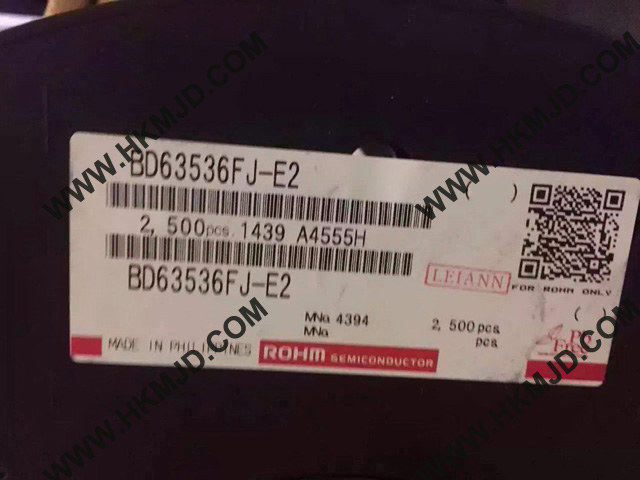 BD63536FJ-E2
( )
2, 500pcs. 1439 A4555H
BD63536FJ-E2
LEIANN
FOR ROHM ONLY
(
MNo 4394
2, 500pcs
MNo
pcs
MADE IN PHILIPPINES
ROHM SEMICONDUCTOR
WWW.HKMJD.COM
WWW.HKMJD.COM
WWW.HKMJD.COM
WWW.HKMJD.COM